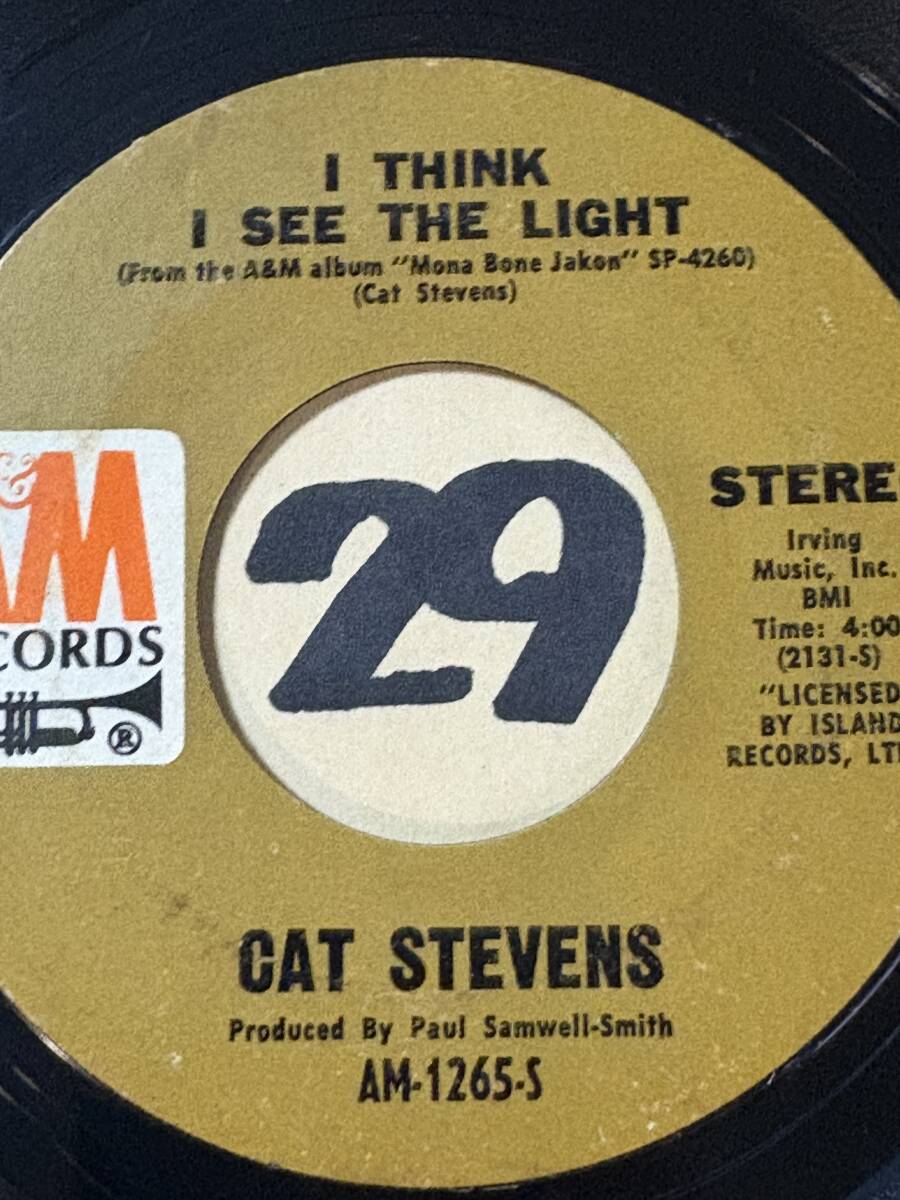 I THINK
I SEE THE LIGHT
(From the A&M album "Mona Bone Jakon" SP-4260)
(Cat Stevens)
M
CORDS
®
29
STERE
Irving
Music, Inc.
BMI
Time: 4:00
(2131-S)
"LICENSED
BY ISLAND
RECORDS, LT
CAT STEVENS
Produced By Paul Samwell-Smith
AM-1265-S